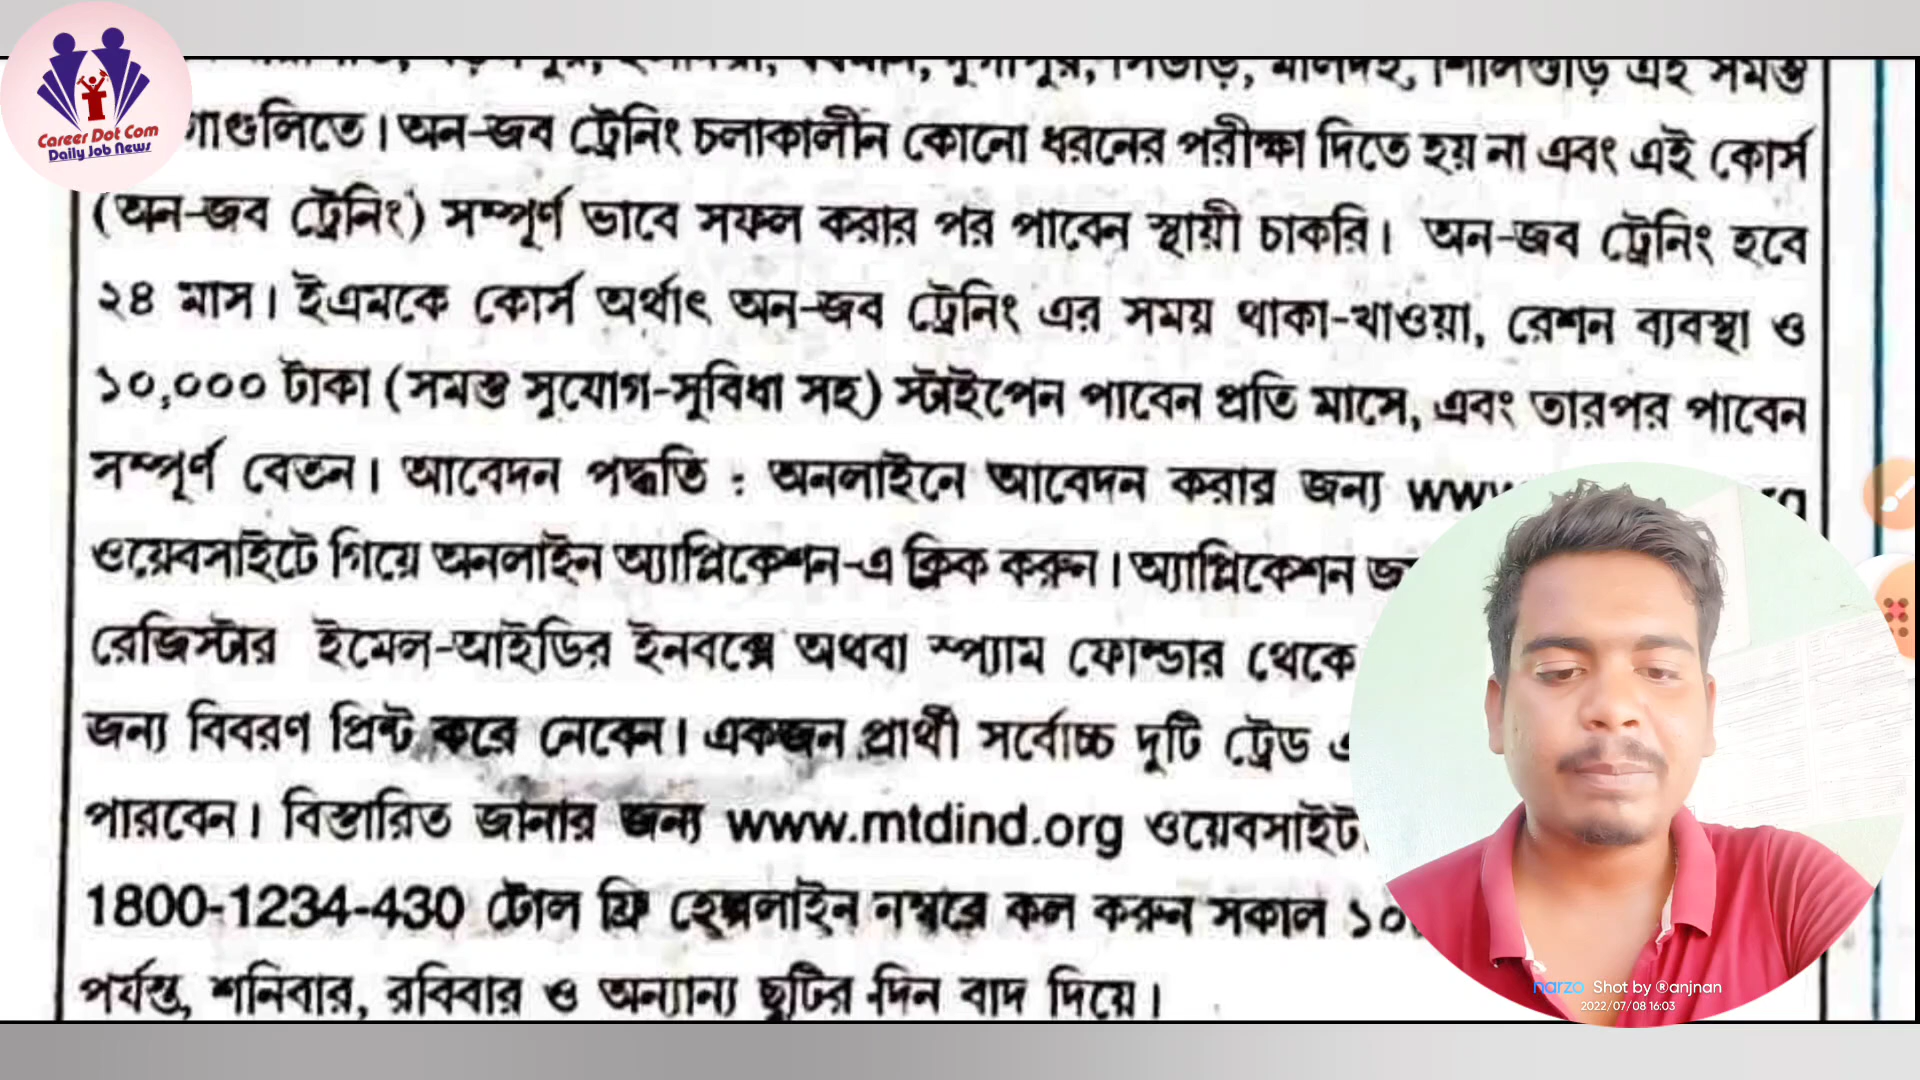 Career Dot Com
Daily Job News
দুর্গাপুর, সিউড়ি, মালদহ, শিলিগুড়ি এই সমস্ত
অন-জব ট্রেনিং চলাকালীন কোনো ধরনের পরীক্ষা দিতে হয় না এবং এই কোর্স
(অন-জব ট্রেনিং) সম্পূর্ণ ভাবে সফল করার পর পাবেন স্থায়ী চাকরি। অন-জব ট্রেনিং হবে
২৪ মাস। ইএমকে কোর্স অর্থাৎ অন-জব ট্রেনিং এর সময় থাকা-খাওয়া, রেশন ব্যবস্থা ও
১০,০০০ টাকা (সমস্ত সুযোগ-সুবিধা সহ) স্টাইপেন পাবেন প্রতি মাসে, এবং তারপর পাবেন
সম্পূর্ণ বেতন। আবেদন পদ্ধতি : অনলাইনে আবেদন করার জন্য
ওয়েবসাইটে গিয়ে অনলাইন অ্যাপ্লিকেশন-এ ক্লিক করুন। অ্যাপ্লিকেশন
রেজিস্টার ইমেল-আইডির ইনবক্সে অথবা স্প্যাম ফোল্ডার থেকে
জন্য বিবরণ প্রিন্ট করে নেবেন। একজন প্রার্থী সর্বোচ্চ দুটি ট্রেড
পারবেন। বিস্তারিত জানার জন্য www.mtdind.org ওয়েবসাইট
1800-1234-430 টোল ফ্রি হেল্পলাইন নম্বরে কল করুন সকাল ১০
পর্যন্ত, শনিবার, রবিবার ও অন্যান্য ছুটির দিন বাদ দিয়ে।
narzo Shot by ®anjnan
2022/07/08 16:03